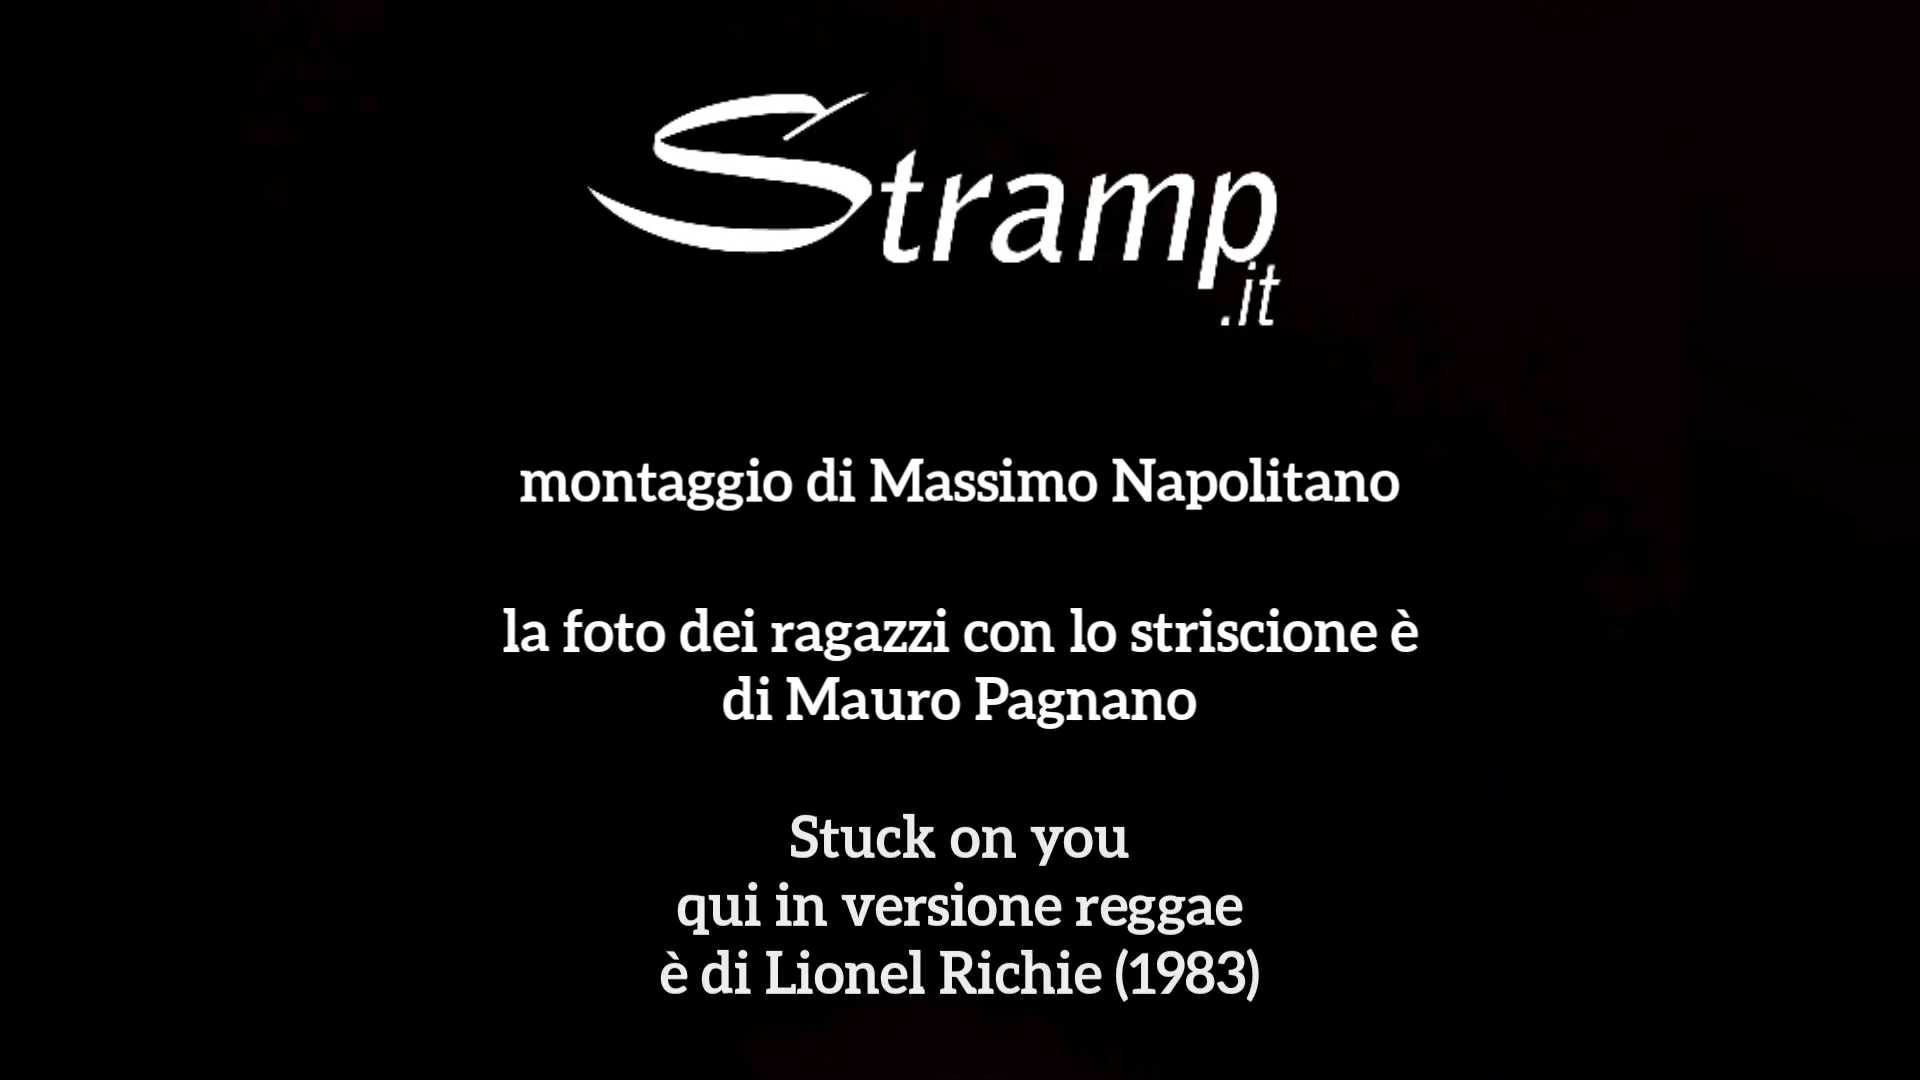 Stramp
.it
montaggio di Massimo Napolitano
la foto dei ragazzi con lo striscione è
di Mauro Pagnano
Stuck on you
qui in versione reggae
è di Lionel Richie (1983)